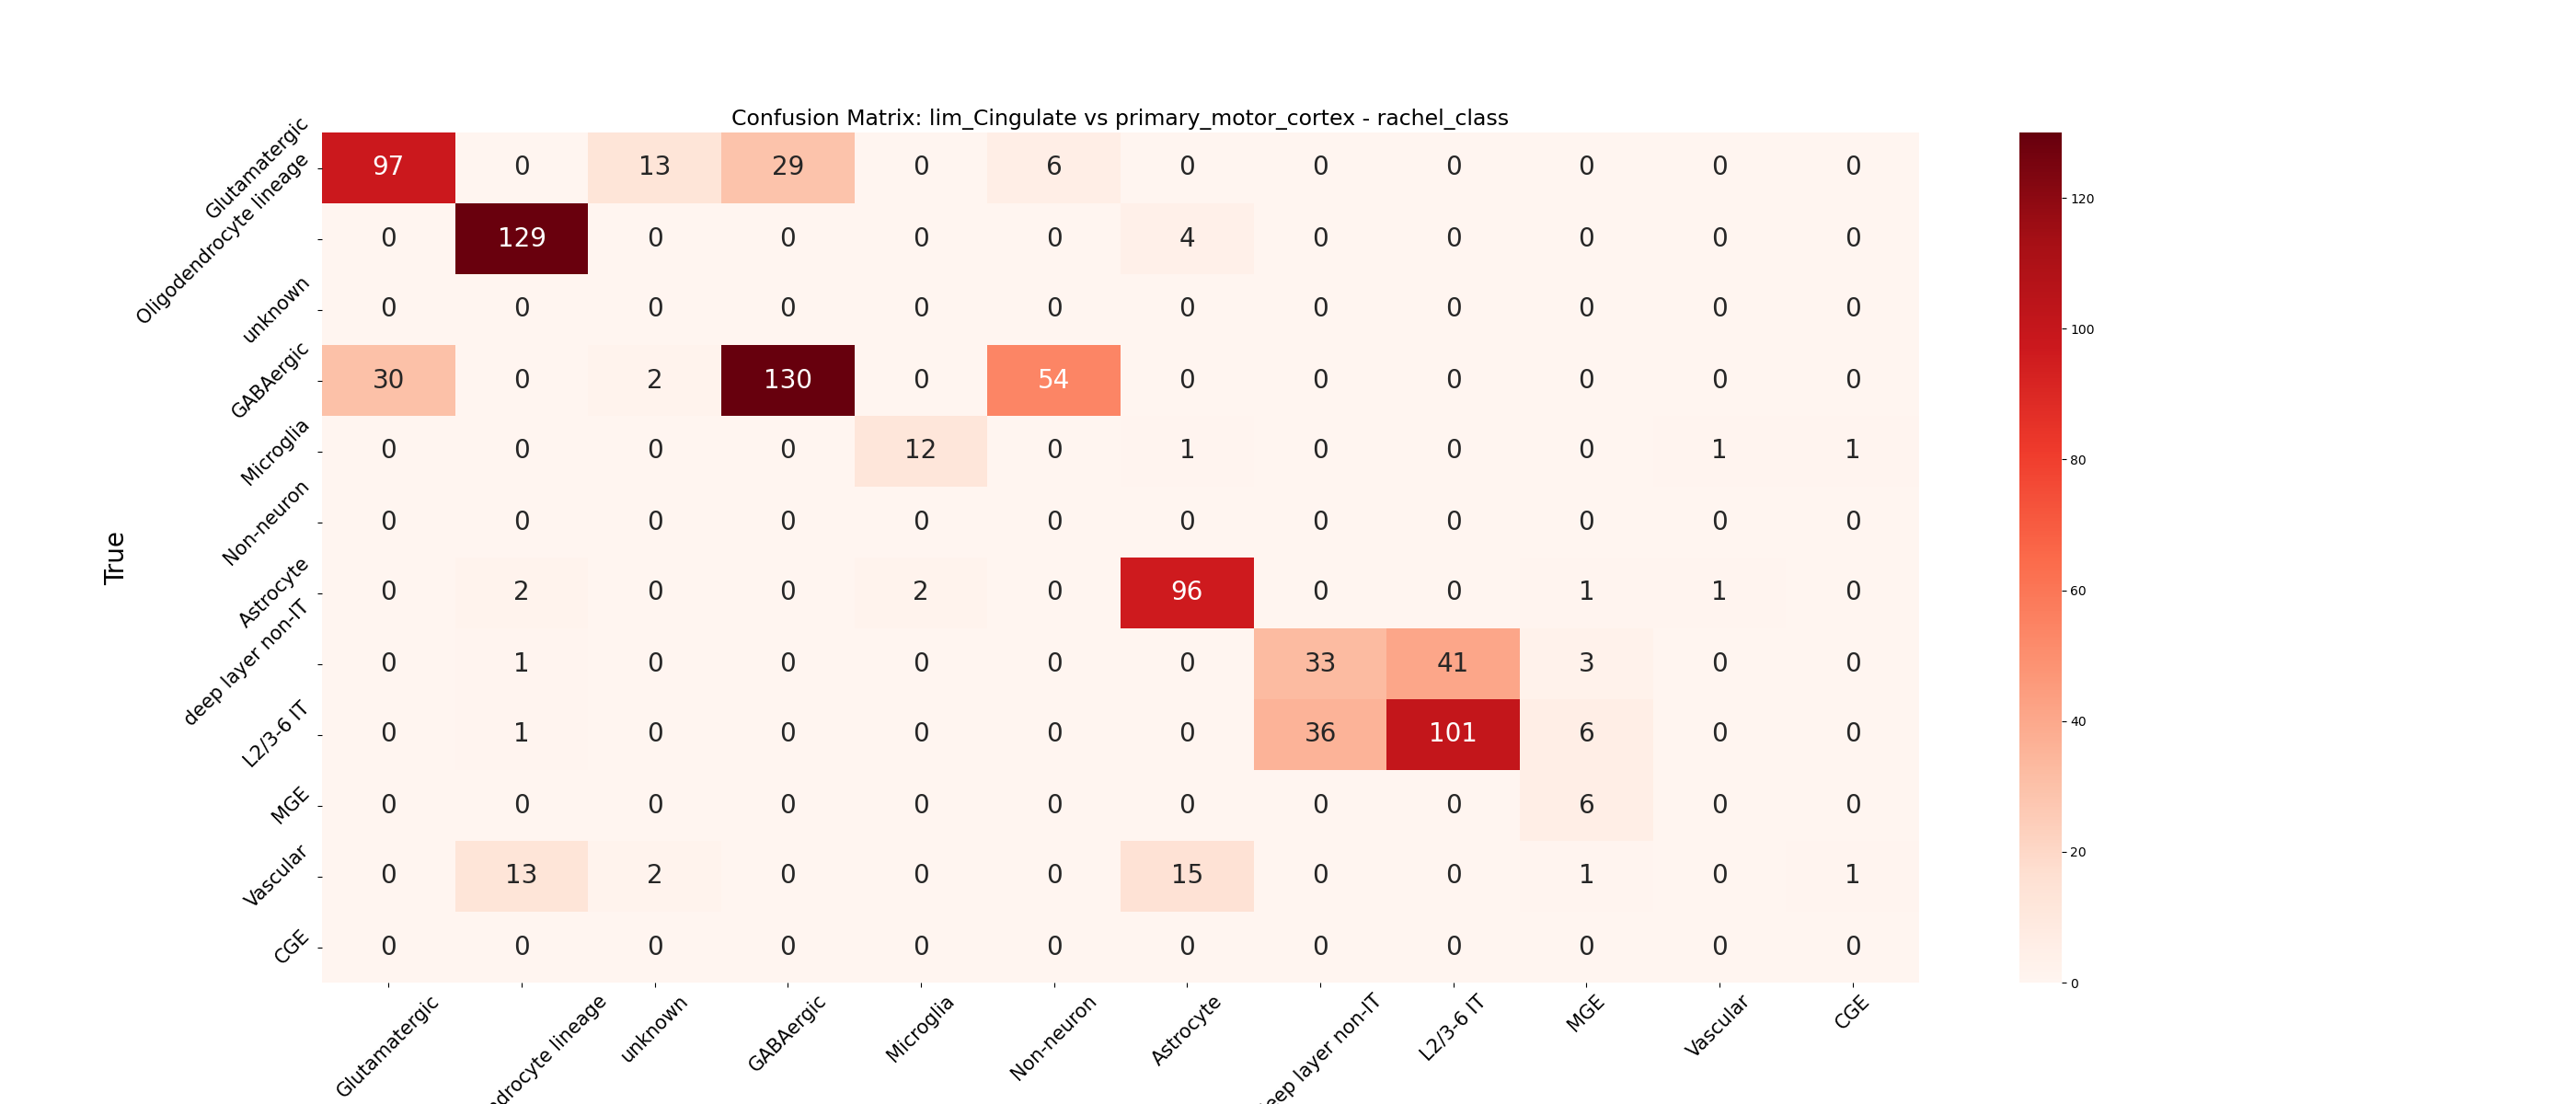 Confusion Matrix: lim_Cingulate vs primary_motor_cortex - rachel_class
True
Glutamatergic 97 0 13 29 0 6 0 0 0 0 0 0
Oligodendrocyte lineage 0 129 0 0 0 0 4 0 0 0 0 0
unknown 0 0 0 0 0 0 0 0 0 0 0 0
GABAergic 30 0 2 130 0 54 0 0 0 0 0 0
Microglia 0 0 0 0 12 0 1 0 0 0 1 1
Non-neuron 0 0 0 0 0 0 0 0 0 0 0 0
Astrocyte 0 2 0 0 2 0 96 0 0 1 1 0
deep layer non-IT 0 1 0 0 0 0 0 33 41 3 0 0
L2/3-6 IT 0 1 0 0 0 0 0 36 101 6 0 0
MGE 0 0 0 0 0 0 0 0 0 6 0 0
Vascular 0 13 2 0 0 0 15 0 0 1 0 1
CGE 0 0 0 0 0 0 0 0 0 0 0 0
Glutamatergic ndrocyte lineage unknown GABAergic Microglia Non-neuron Astrocyte eep layer non-IT L2/3-6 IT MGE Vascular CGE
120
100
80
60
40
20
0